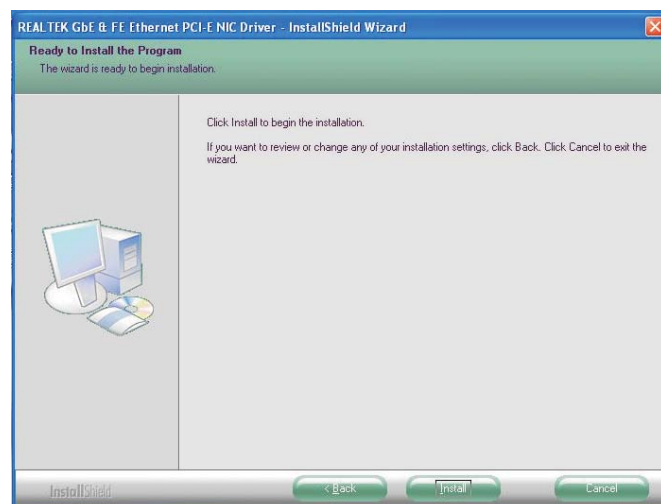 REALTEK GbE & FE Ethernet PCI-E NIC Driver - InstallShield Wizard
Ready to Install the Program
The wizard is ready to begin installation.
Click Install to begin the installation.
If you want to review or change any of your installation settings, click Back. Click Cancel to exit the
wizard.
InstallShield
< Back
Install
Cancel